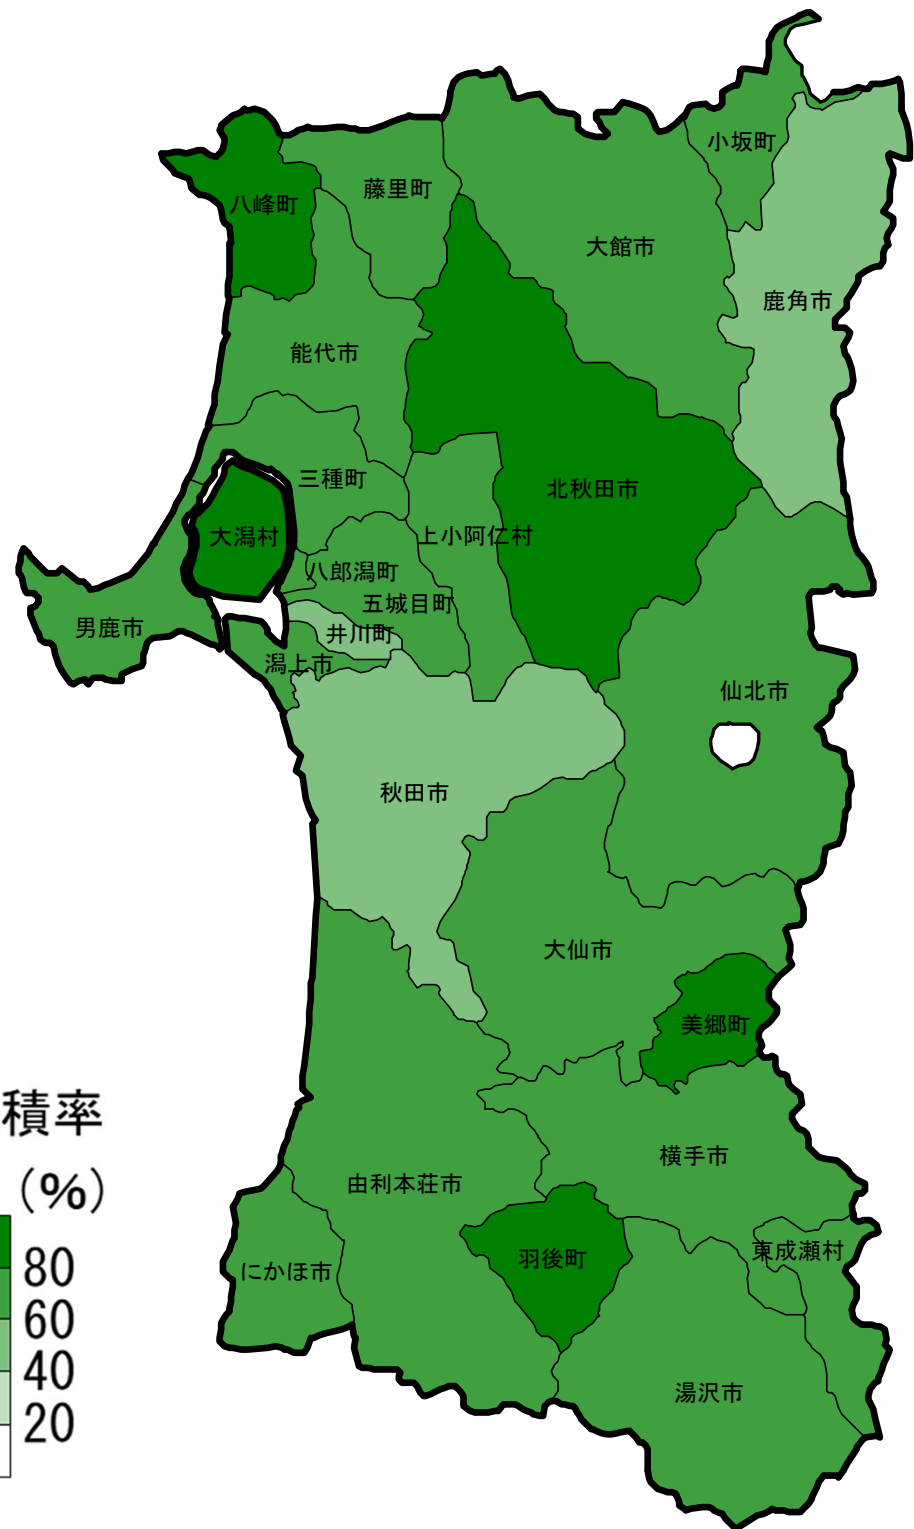 小坂町
藤里町
八峰町
大館市
鹿角市
能代市
三種町
北秋田市
大潟村
上小阿仁村
八郎潟町
五城目町
男鹿市
井川町
潟上市
仙北市
秋田市
大仙市
美郷町
積率
(%)
横手市
由利本荘市
東成瀬村
羽後町
にかほ市
80
60
40
20
湯沢市